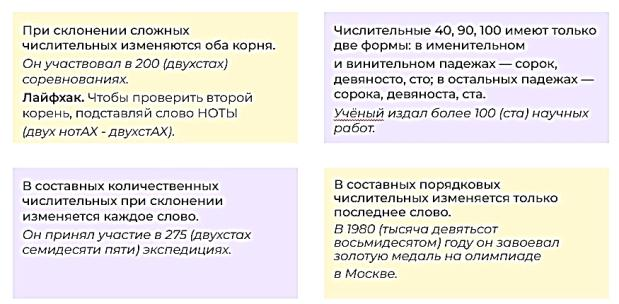 При склонении сложных
числительных изменяются оба корня.
Он участвовал в 200 (двухстах)
соревнованиях.
Лайфхак. Чтобы проверить второй
корень, подставляй слово НОТЫ
(двух нотАХ - двухстАХ).
Числительные 40, 90, 100 имеют только
две формы: в именительном
и винительном падежах — сорок,
девяносто, сто; в остальных падежах —
сорока, девяноста, ста.
Учёный издал более 100 (ста) научных
работ.
В составных количественных
числительных при склонении
изменяется каждое слово.
Он принял участие в 275 (двухстах
семидесяти пяти) экспедициях.
В составных порядковых
числительных изменяется только
последнее слово.
В 1980 (тысяча девятьсот
восьмидесятом) году он завоевал
золотую медаль на олимпиаде
в Москве.